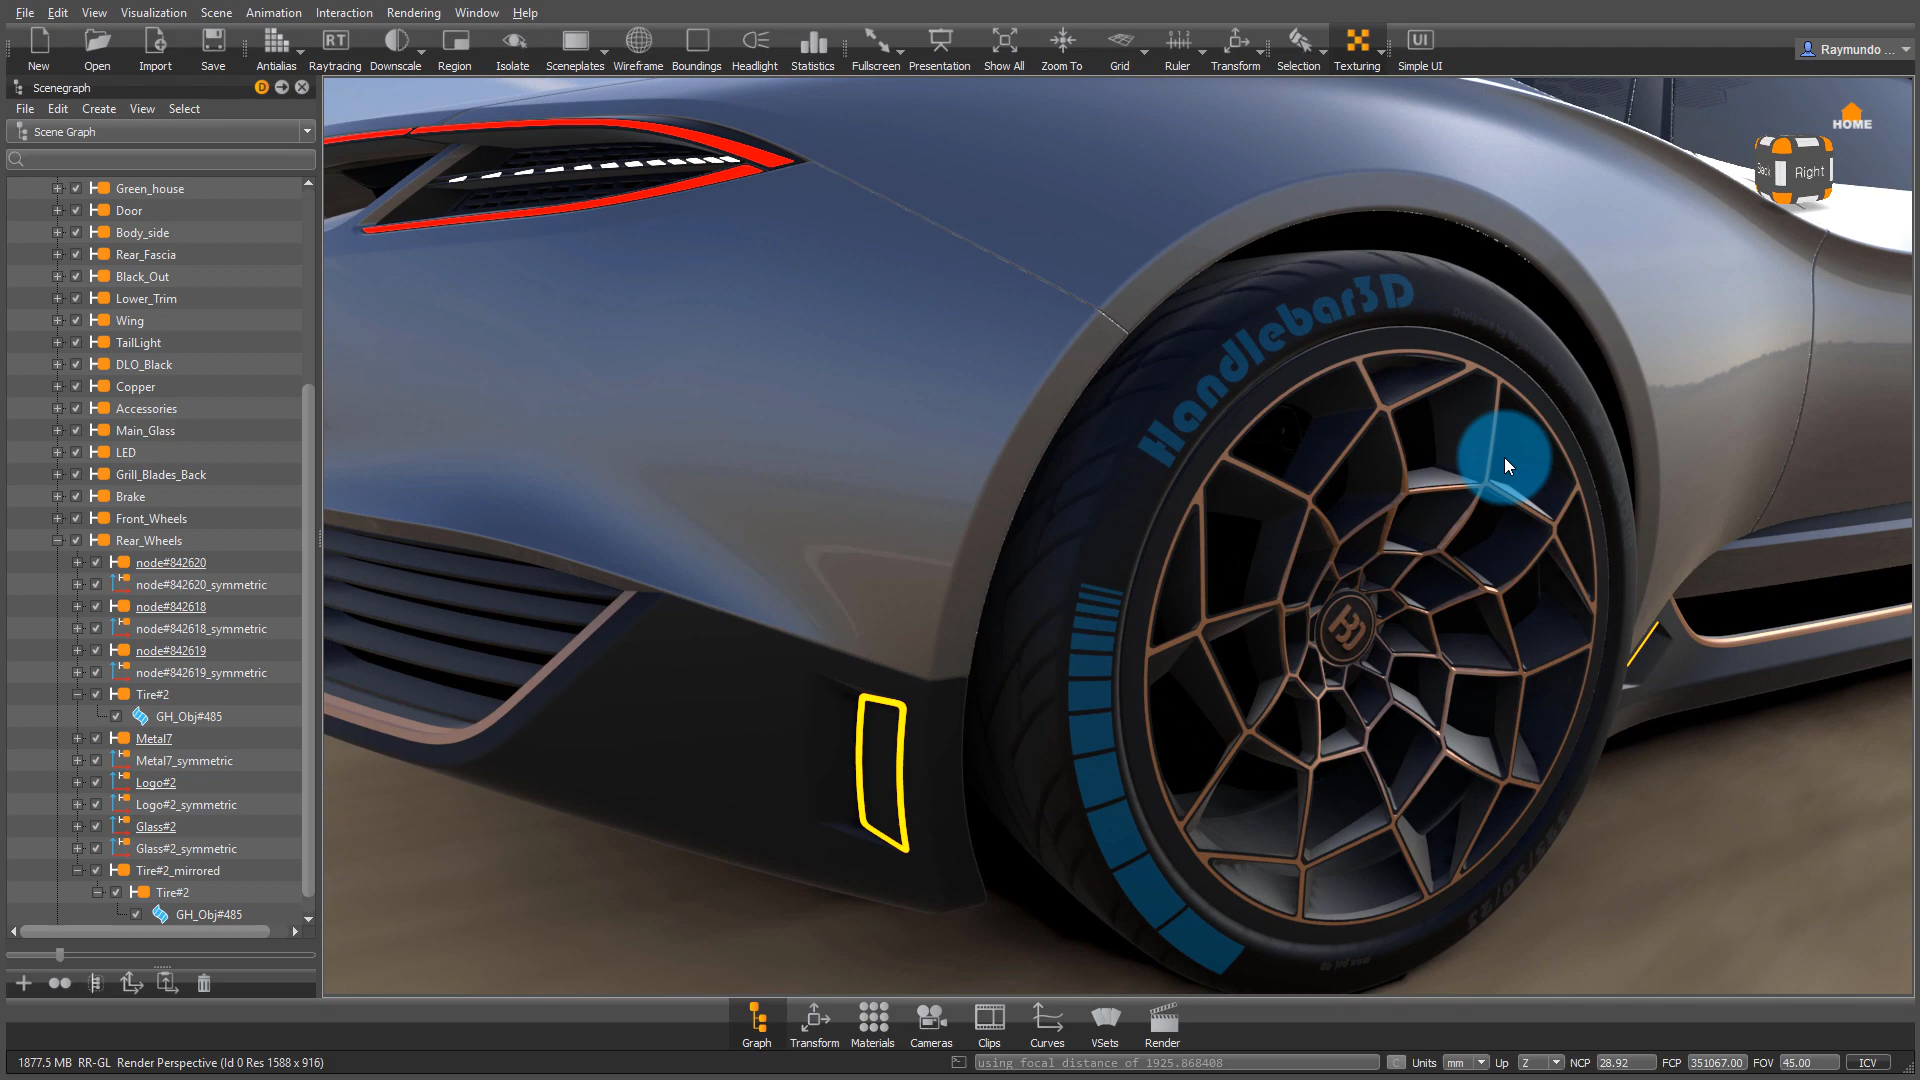 File Edit View Visualization Scene Animation Interaction Rendering Window Help
RT UI
New Open Import Save Antialias Raytracing Downscale Region Isolate Sceneplates Wireframe Boundings Headlight Statistics Fullscreen Presentation Show All Zoom To Grid Ruler Transform Selection Texturing Simple UI
Raymundo ...
Scenegraph D
File Edit Create View Select
Scene Graph
Green_house
Door
Body_side
Rear_Fascia
Black_Out
Lower_Trim
Wing
TailLight
DLO_Black
Copper
Accessories
Main_Glass
LED
Grill_Blades_Back
Brake
Front_Wheels
Rear_Wheels
node#842620
node#842620_symmetric
node#842618
node#842618_symmetric
node#842619
node#842619_symmetric
Tire#2
GH_Obj#485
Metal7
Metal7_symmetric
Logo#2
Logo#2_symmetric
Glass#2
Glass#2_symmetric
Tire#2_mirrored
Tire#2
GH_Obj#485
HOME
Back Right
Handlebar3D
Graph Transform Materials Cameras Clips Curves VSets Render
1877.5 MB RR-GL Render Perspective (Id 0 Res 1588 x 916)
using focal distance of 1925.868408
C Units mm Up Z NCP 28.92 FCP 351067.00 FOV 45.00 ICV